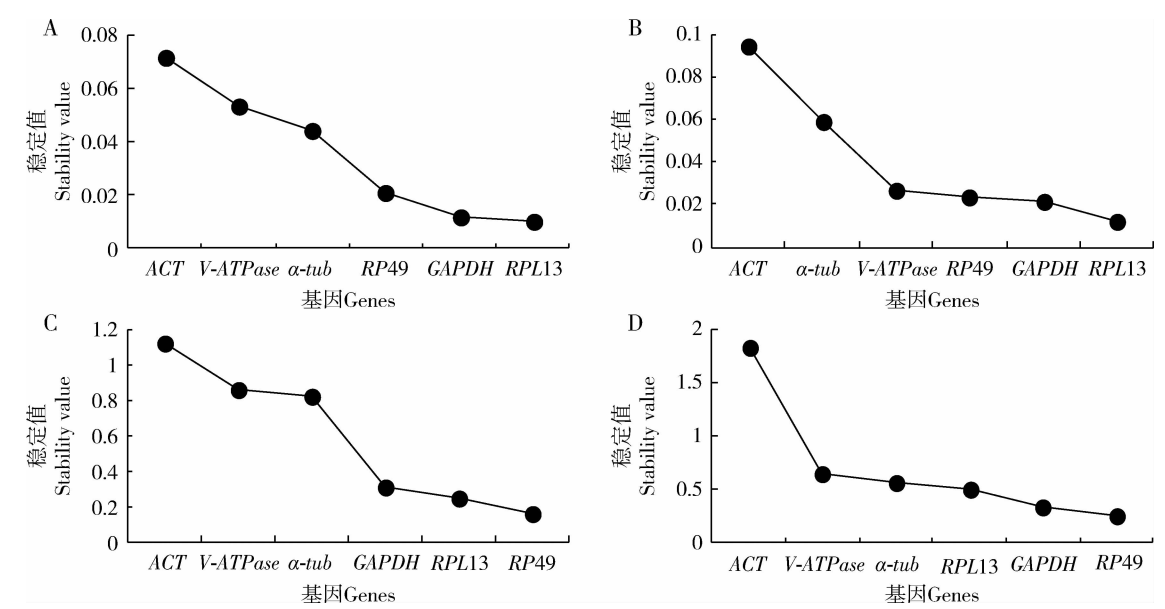 A
稳定值
Stability value
0.08
0.06
0.04
0.02
0
ACT V-ATPase α-tub RP49 GAPDH RPL13
基因Genes
B
稳定值
Stability value
0.1
0.08
0.06
0.04
0.02
0
ACT α-tub V-ATPase RP49 GAPDH RPL13
基因Genes
C
稳定值
Stability value
1.2
1
0.8
0.6
0.4
0.2
0
ACT V-ATPase α-tub GAPDH RPL13 RP49
基因Genes
D
稳定值
Stability value
2
1.5
1
0.5
0
ACT V-ATPase α-tub RPL13 GAPDH RP49
基因Genes